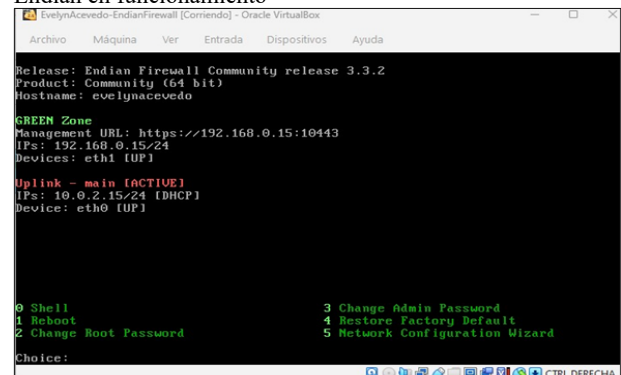 Endian en funcionamiento
EvelynAcevedo-EndianFirewall [Corriendo] - Oracle VirtualBox
Archivo Máquina Ver Entrada Dispositivos Ayuda
Release: Endian Firewall Community release 3.3.2
Product: Community (64 bit)
Hostname: evelynacevedo
GREEN Zone
Management URL: https://192.168.0.15:10443
IPs: 192.168.0.15/24
Devices: eth1 [UP]
Uplink - main [ACTIVE]
IPs: 10.0.2.15/24 [DHCP]
Device: eth0 [UP]
0 Shell 3 Change Admin Password
1 Reboot 4 Restore Factory Default
2 Change Root Password 5 Network Configuration Wizard
Choice:
CTRL DERECHA